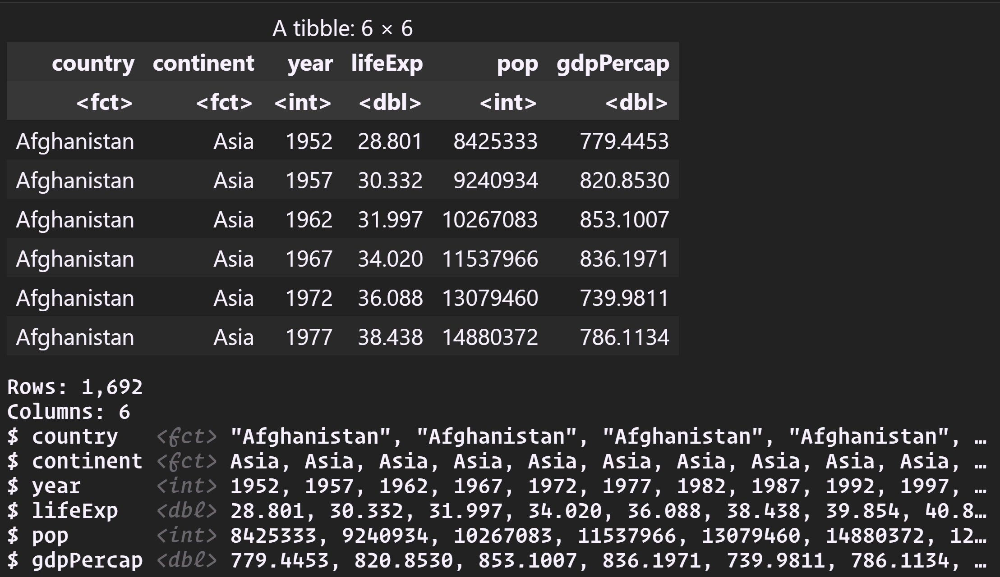 A tibble: 6 × 6
country continent year lifeExp pop gdpPercap
<fct> <fct> <int> <dbl> <int> <dbl>
Afghanistan Asia 1952 28.801 8425333 779.4453
Afghanistan Asia 1957 30.332 9240934 820.8530
Afghanistan Asia 1962 31.997 10267083 853.1007
Afghanistan Asia 1967 34.020 11537966 836.1971
Afghanistan Asia 1972 36.088 13079460 739.9811
Afghanistan Asia 1977 38.438 14880372 786.1134
Rows: 1,692
Columns: 6
$ country <fct> "Afghanistan", "Afghanistan", "Afghanistan", "Afghanistan", …
$ continent <fct> Asia, Asia, Asia, Asia, Asia, Asia, Asia, Asia, Asia, Asia, …
$ year <int> 1952, 1957, 1962, 1967, 1972, 1977, 1982, 1987, 1992, 1997, …
$ lifeExp <dbl> 28.801, 30.332, 31.997, 34.020, 36.088, 38.438, 39.854, 40.8…
$ pop <int> 8425333, 9240934, 10267083, 11537966, 13079460, 14880372, 12…
$ gdpPercap <dbl> 779.4453, 820.8530, 853.1007, 836.1971, 739.9811, 786.1134, …